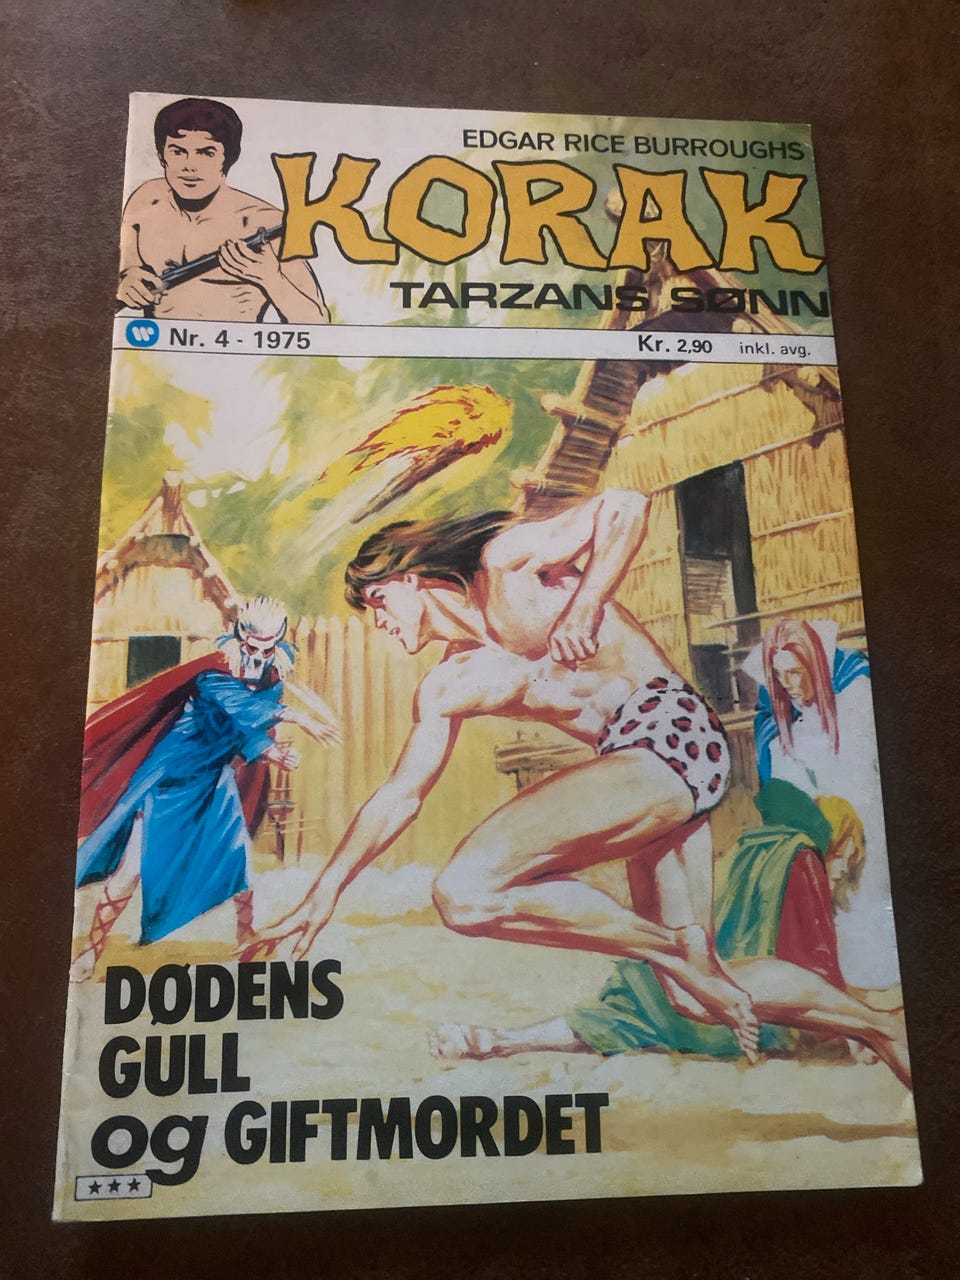 EDGAR RICE BURROUGHS
KORAK
TARZANS SØNN
W Nr. 4 - 1975 Kr. 2,90 inkl. avg.
DØDENS
GULL
og GIFTMORDET
★★★